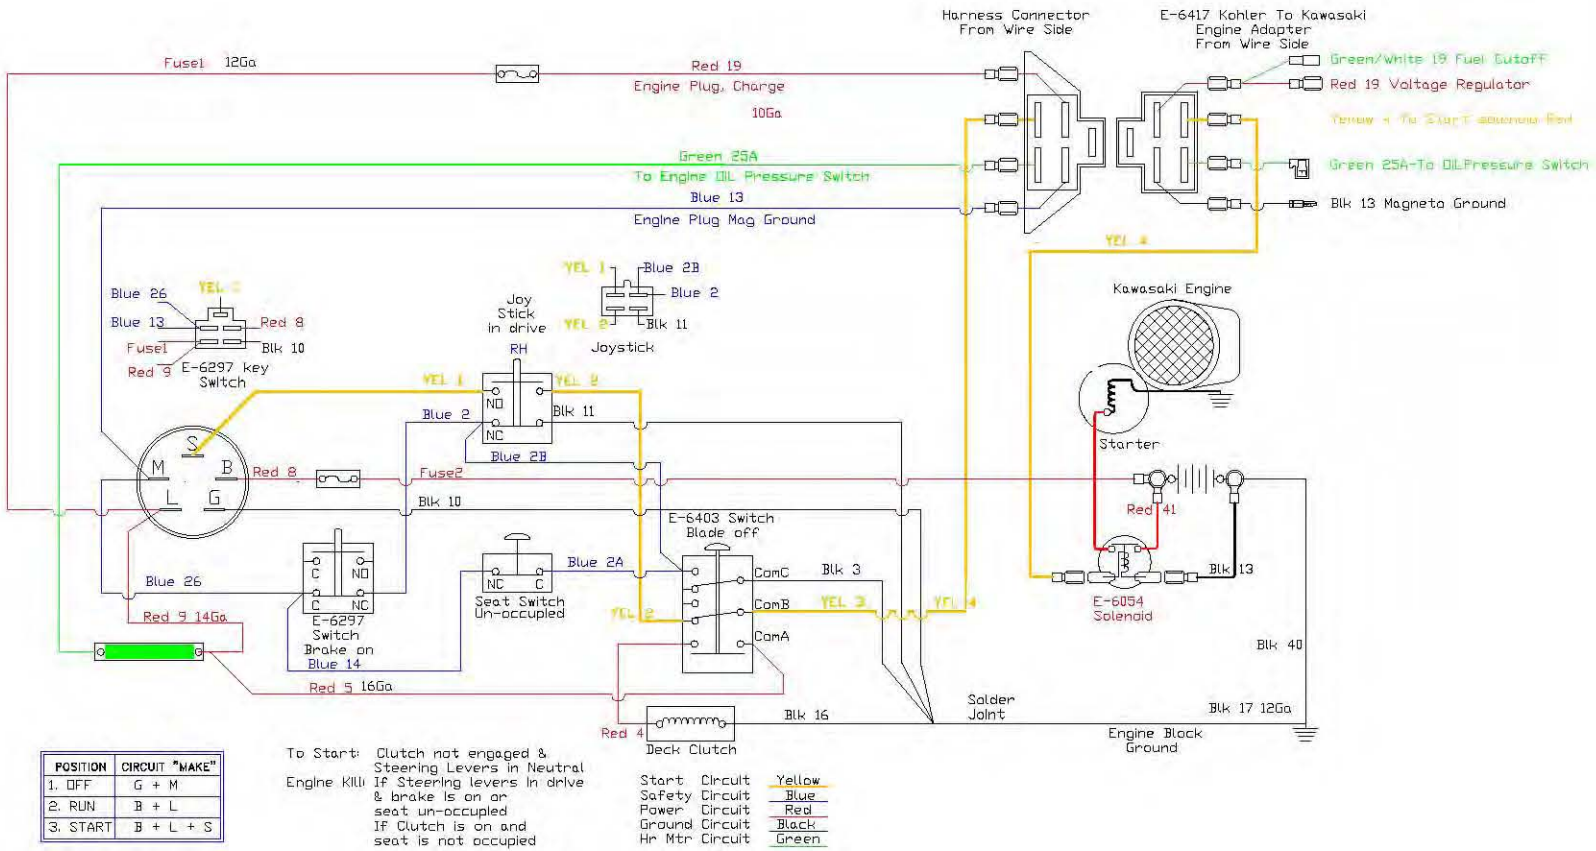 Harness Connector
From Wire Side
E-6417 Kohler To Kawasaki
Engine Adapter
From Wire Side
Green/White 19 Fuel Cutoff
Red 19 Voltage Regulator
To Start Red
Green 25A-To OILPressure Switch
Blk 13 Magneto Ground
Fuse1 12Ga
Red 19
Engine Plug, Charge
10Ga
Green 25A
To Engine OIL Pressure Switch
Blue 13
Engine Plug Mag Ground
YEL 4
YEL
Blue 26
Blue 13
Fuse1
Red 9
Red 8
Blk 10
E-6297 key
Switch
Joy
Stick
in drive
RH
YEL 1
Blue 2B
Blue 2
YEL 2
Blk 11
Joystick
Kawasaki Engine
Starter
YEL 1
NO
NC
YEL 2
Blk 11
Blue 2
Blue 2B
S
M
B
L
G
Red 8
Fuse2
Blk 10
Red 41
Blk 13
E-6054
Solenoid
E-6403 Switch
Blade off
ComC
ComB
ComA
Blk 3
YEL 3
YEL 4
YEL 2
Blue 26
C
NO
C
NC
E-6297
Switch
Brake on
Blue 14
NC
C
Seat Switch
Un-occupied
Blue 2A
Red 9 14Ga
Red 5 16Ga
Red 4
Deck Clutch
Blk 16
Solder
Joint
Blk 40
Blk 17 12Ga
Engine Block
Ground
POSITION CIRCUIT "MAKE"
1. OFF G + M
2. RUN B + L
3. START B + L + S
To Start: Clutch not engaged &
Steering Levers in Neutral
Engine Kill: If Steering levers in drive
& brake is on or
seat un-occupied
If Clutch is on and
seat is not occupied
Start Circuit Yellow
Safety Circuit Blue
Power Circuit Red
Ground Circuit Black
Hr Mtr Circuit Green